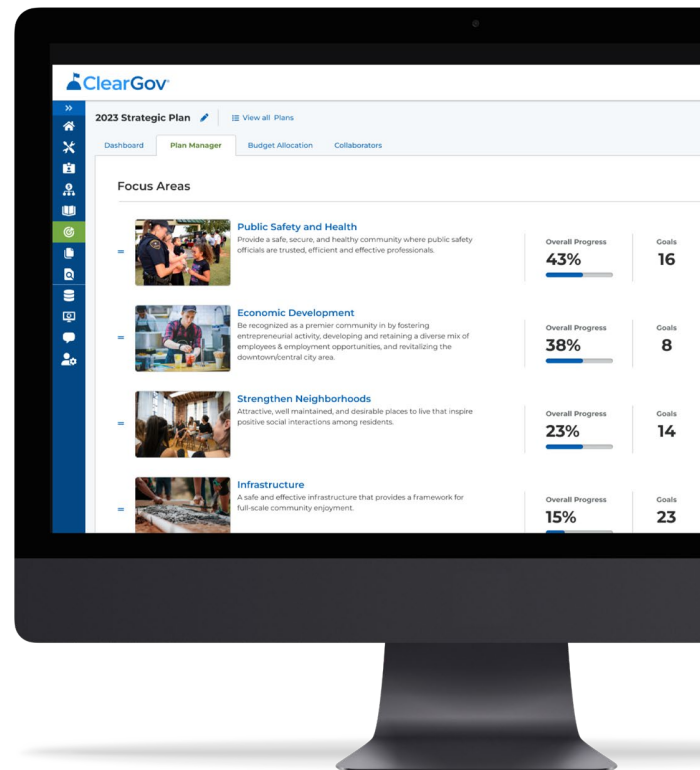 ClearGov
2023 Strategic Plan
View all Plans
Dashboard
Plan Manager
Budget Allocation
Collaborators
Focus Areas
Public Safety and Health
Provide a safe, secure, and healthy community where public safety
officials are trusted, efficient and effective professionals.
Overall Progress
43%
Goals
16
Economic Development
Be recognized as a premier community in by fostering
entrepreneurial activity, developing and retaining a diverse mix of
employees & employment opportunities, and revitalizing the
downtown/central city area.
Overall Progress
38%
Goals
8
Strengthen Neighborhoods
Attractive, well maintained, and desirable places to live that inspire
positive social interactions among residents.
Overall Progress
23%
Goals
14
Infrastructure
A safe and effective infrastructure that provides a framework for
full-scale community enjoyment.
Overall Progress
15%
Goals
23